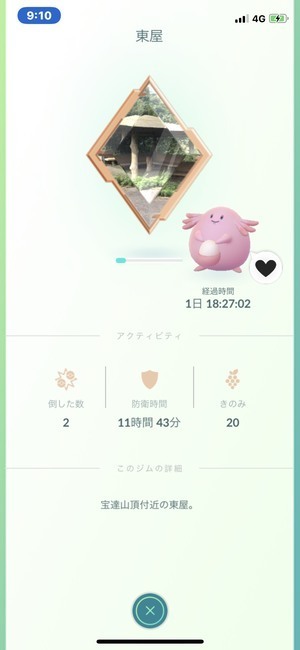 9:10
4G
東屋
経過時間
1日 18:27:02
アクティビティ
倒した数
防衛時間
きのみ
2
11時間 43分
20
このジムの詳細
宝達山頂付近の東屋。